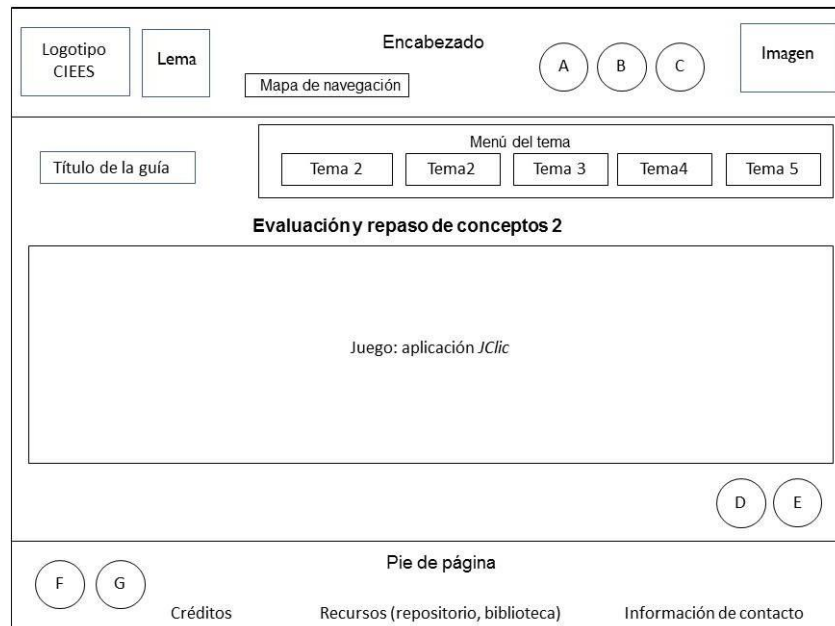 Logotipo
CIEES
Lema
Encabezado
Mapa de navegación
A
B
C
Imagen
Título de la guía
Menú del tema
Tema 2
Tema2
Tema 3
Tema4
Tema 5
Evaluación y repaso de conceptos 2
Juego: aplicación JClic
D
E
Pie de página
F
G
Créditos
Recursos (repositorio, biblioteca)
Información de contacto